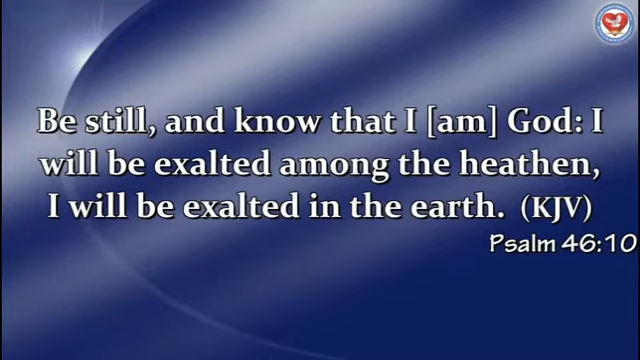 Be still, and know that I [am] God: I
will be exalted among the heathen,
I will be exalted in the earth. (KJV)
Psalm 46:10